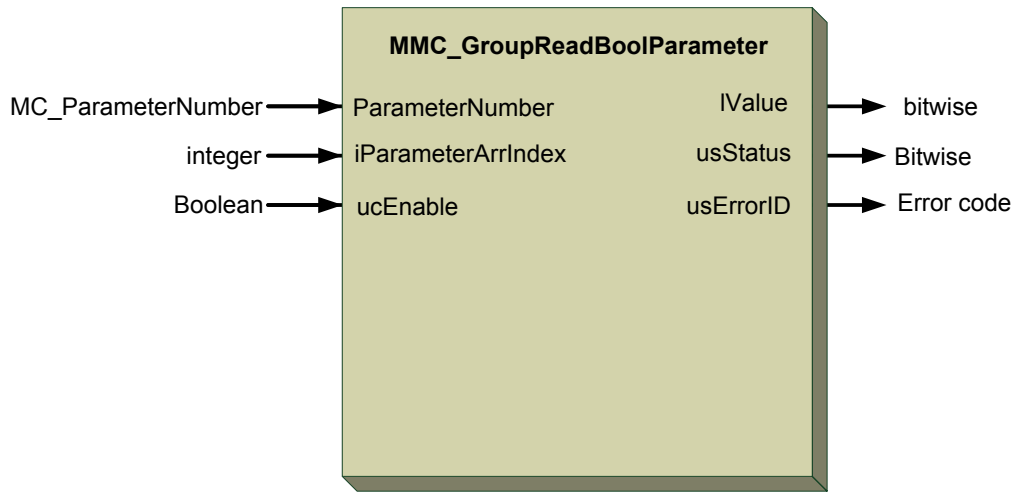 MMC_GroupReadBoolParameter
MC_ParameterNumber ParameterNumber lValue bitwise
integer iParameterArrIndex usStatus Bitwise
Boolean ucEnable usErrorID Error code